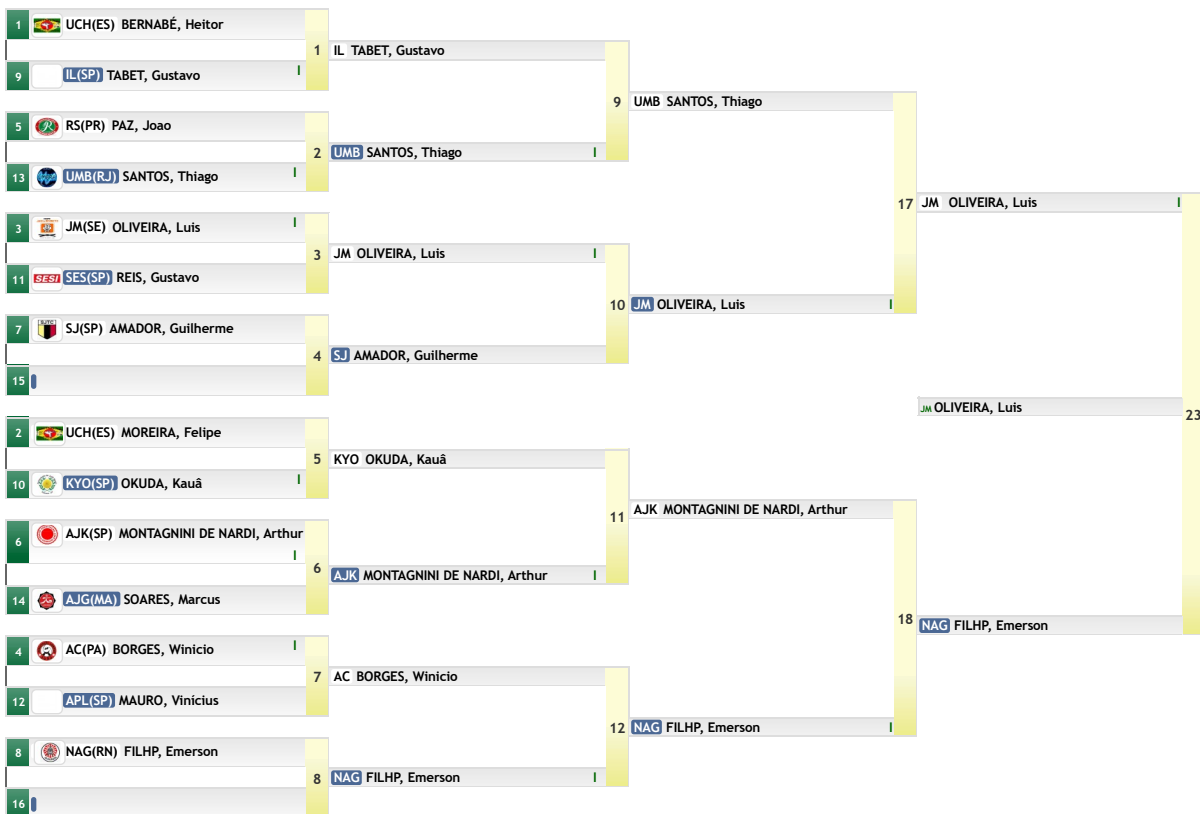 1 UCH(ES) BERNABÉ, Heitor
1 IL TABET, Gustavo
9 IL(SP) TABET, Gustavo I
9 UMB SANTOS, Thiago
5 RS(PR) PAZ, Joao
2 UMB SANTOS, Thiago I
13 UMB(RJ) SANTOS, Thiago I
17 JM OLIVEIRA, Luis I
3 JM(SE) OLIVEIRA, Luis I
3 JM OLIVEIRA, Luis I
11 SESI SES(SP) REIS, Gustavo
10 JM OLIVEIRA, Luis I
7 SJ(SP) AMADOR, Guilherme
4 SJ AMADOR, Guilherme
15
JM OLIVEIRA, Luis
23
2 UCH(ES) MOREIRA, Felipe
5 KYO OKUDA, Kauâ
10 KYO(SP) OKUDA, Kauâ I
11 AJK MONTAGNINI DE NARDI, Arthur
6 AJK(SP) MONTAGNINI DE NARDI, Arthur
I
6 AJK MONTAGNINI DE NARDI, Arthur I
14 AJG(MA) SOARES, Marcus
18 NAG FILHP, Emerson
4 AC(PA) BORGES, Winicio I
7 AC BORGES, Winicio
12 APL(SP) MAURO, Vinícius
12 NAG FILHP, Emerson I
8 NAG(RN) FILHP, Emerson
8 NAG FILHP, Emerson I
16